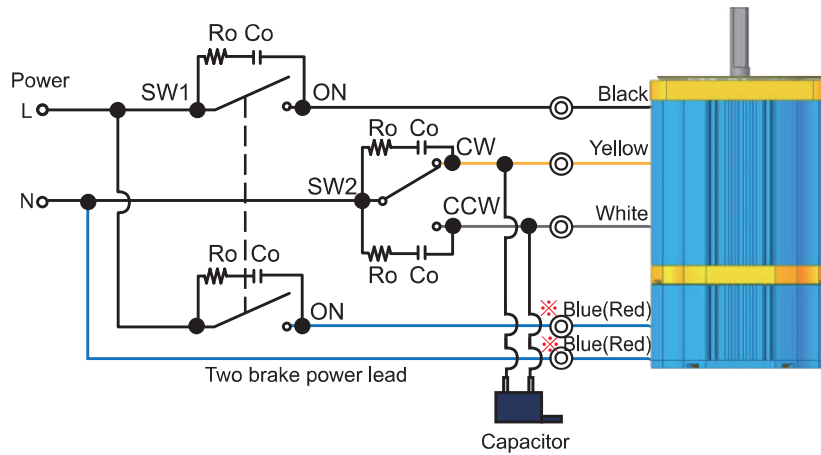 Ro Co
Power
L
SW1
ON
Black
Ro Co
CW
Yellow
N
SW2
CCW
White
Ro Co
Ro Co
ON
※ Blue(Red)
※ Blue(Red)
Two brake power lead
Capacitor